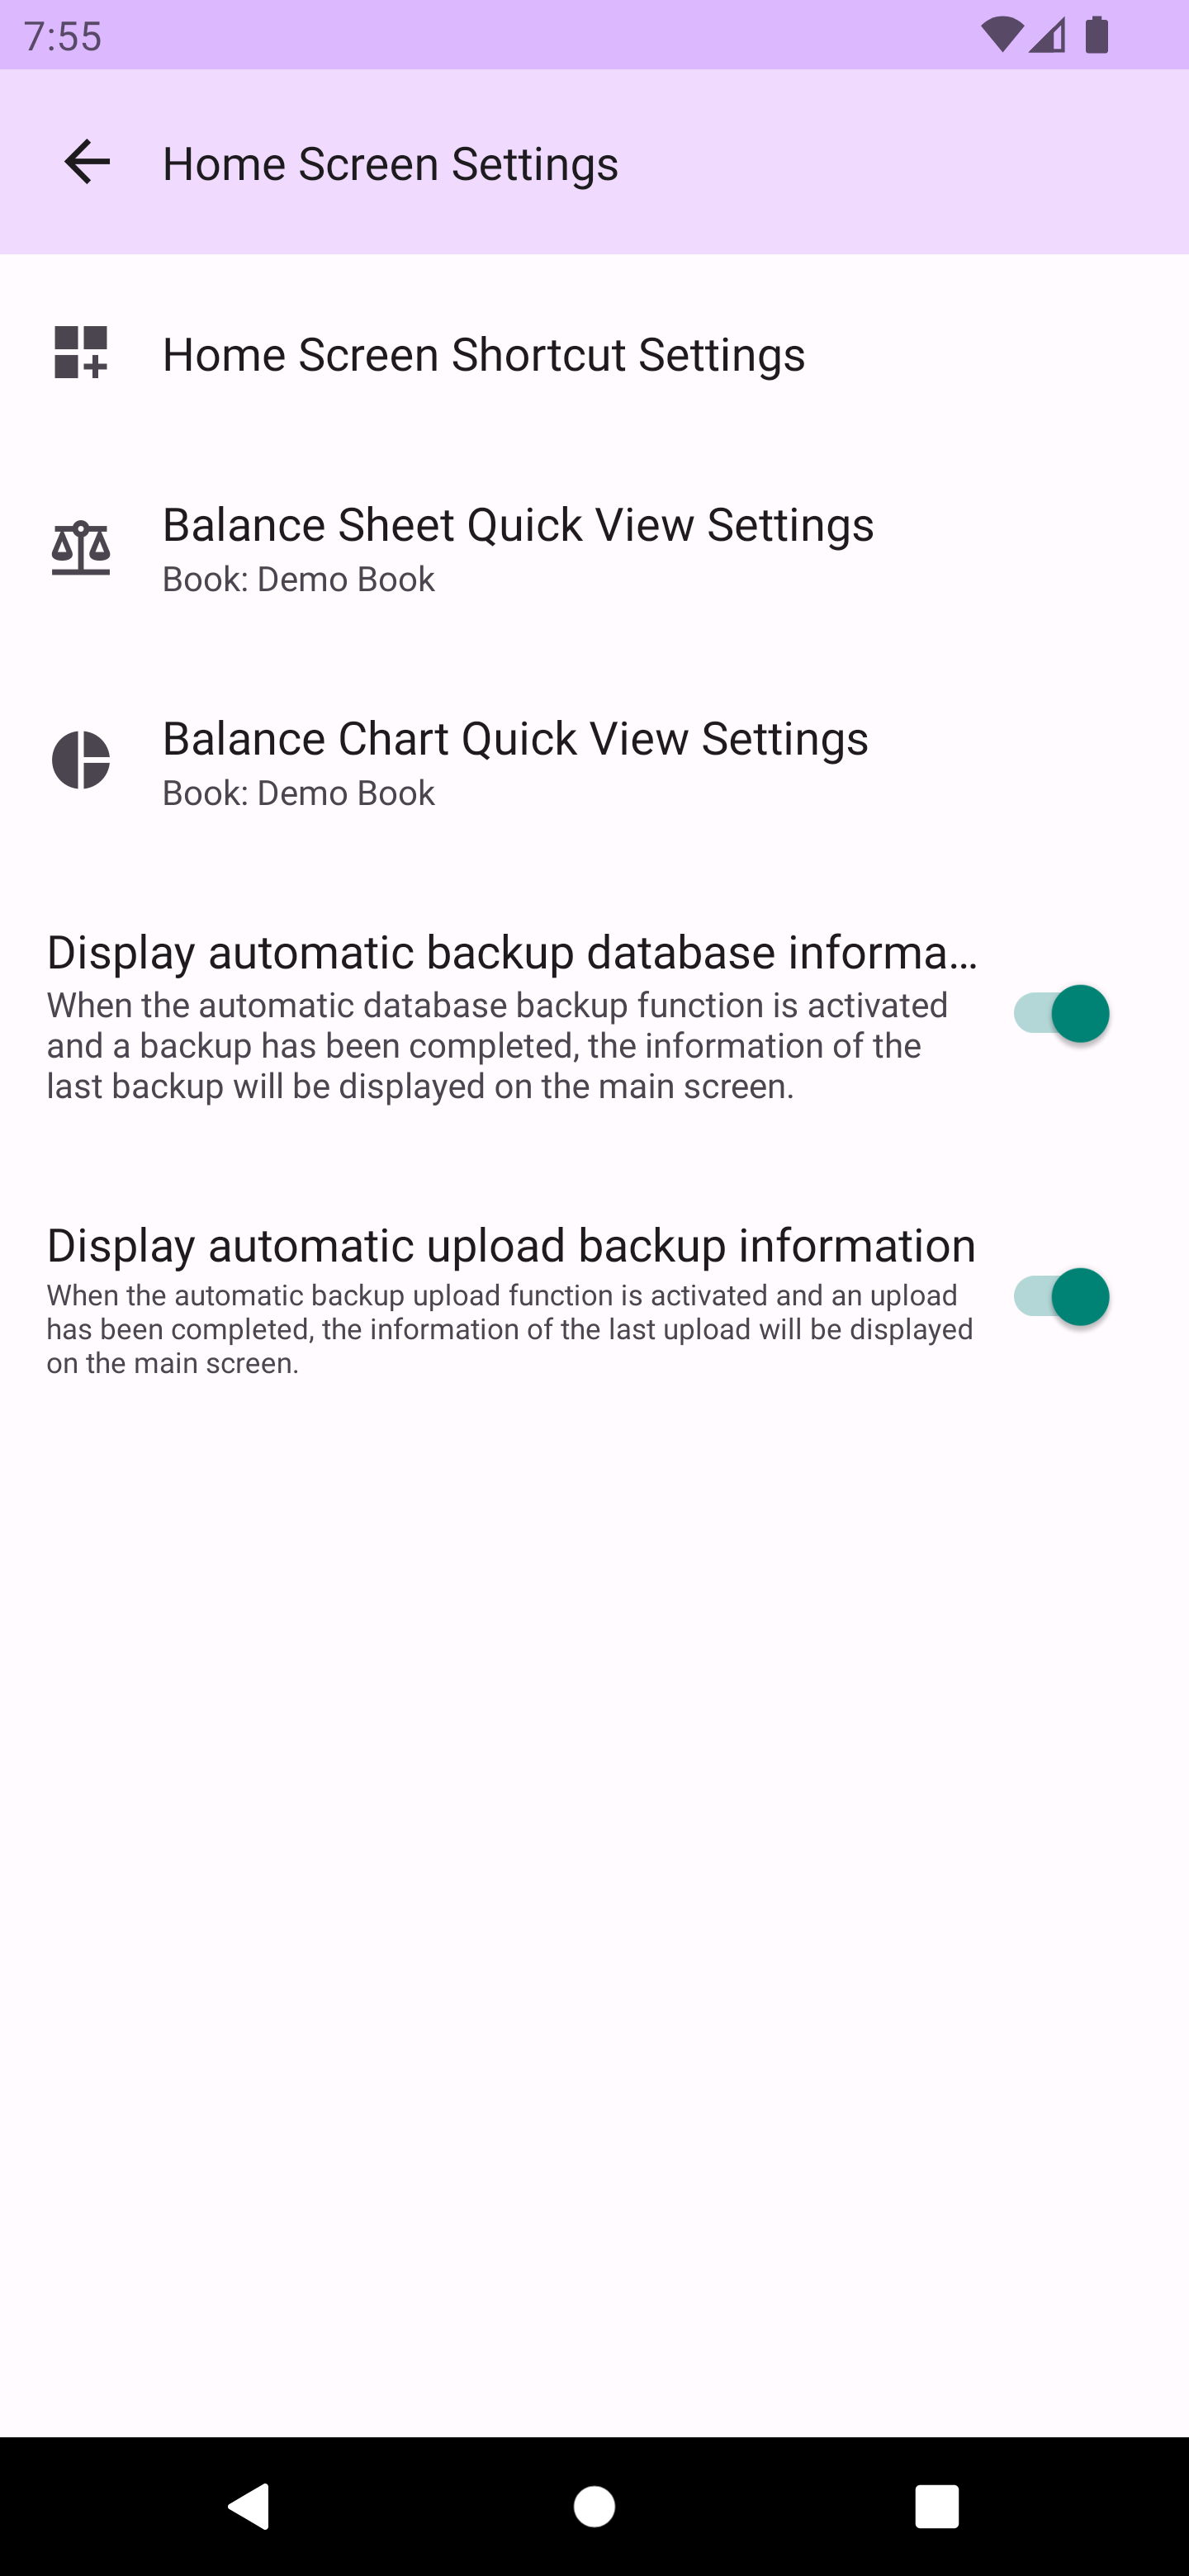 7:55
Home Screen Settings
Home Screen Shortcut Settings
Balance Sheet Quick View Settings
Book: Demo Book
Balance Chart Quick View Settings
Book: Demo Book
Display automatic backup database informa…
When the automatic database backup function is activated
and a backup has been completed, the information of the
last backup will be displayed on the main screen.
Display automatic upload backup information
When the automatic backup upload function is activated and an upload
has been completed, the information of the last upload will be displayed
on the main screen.